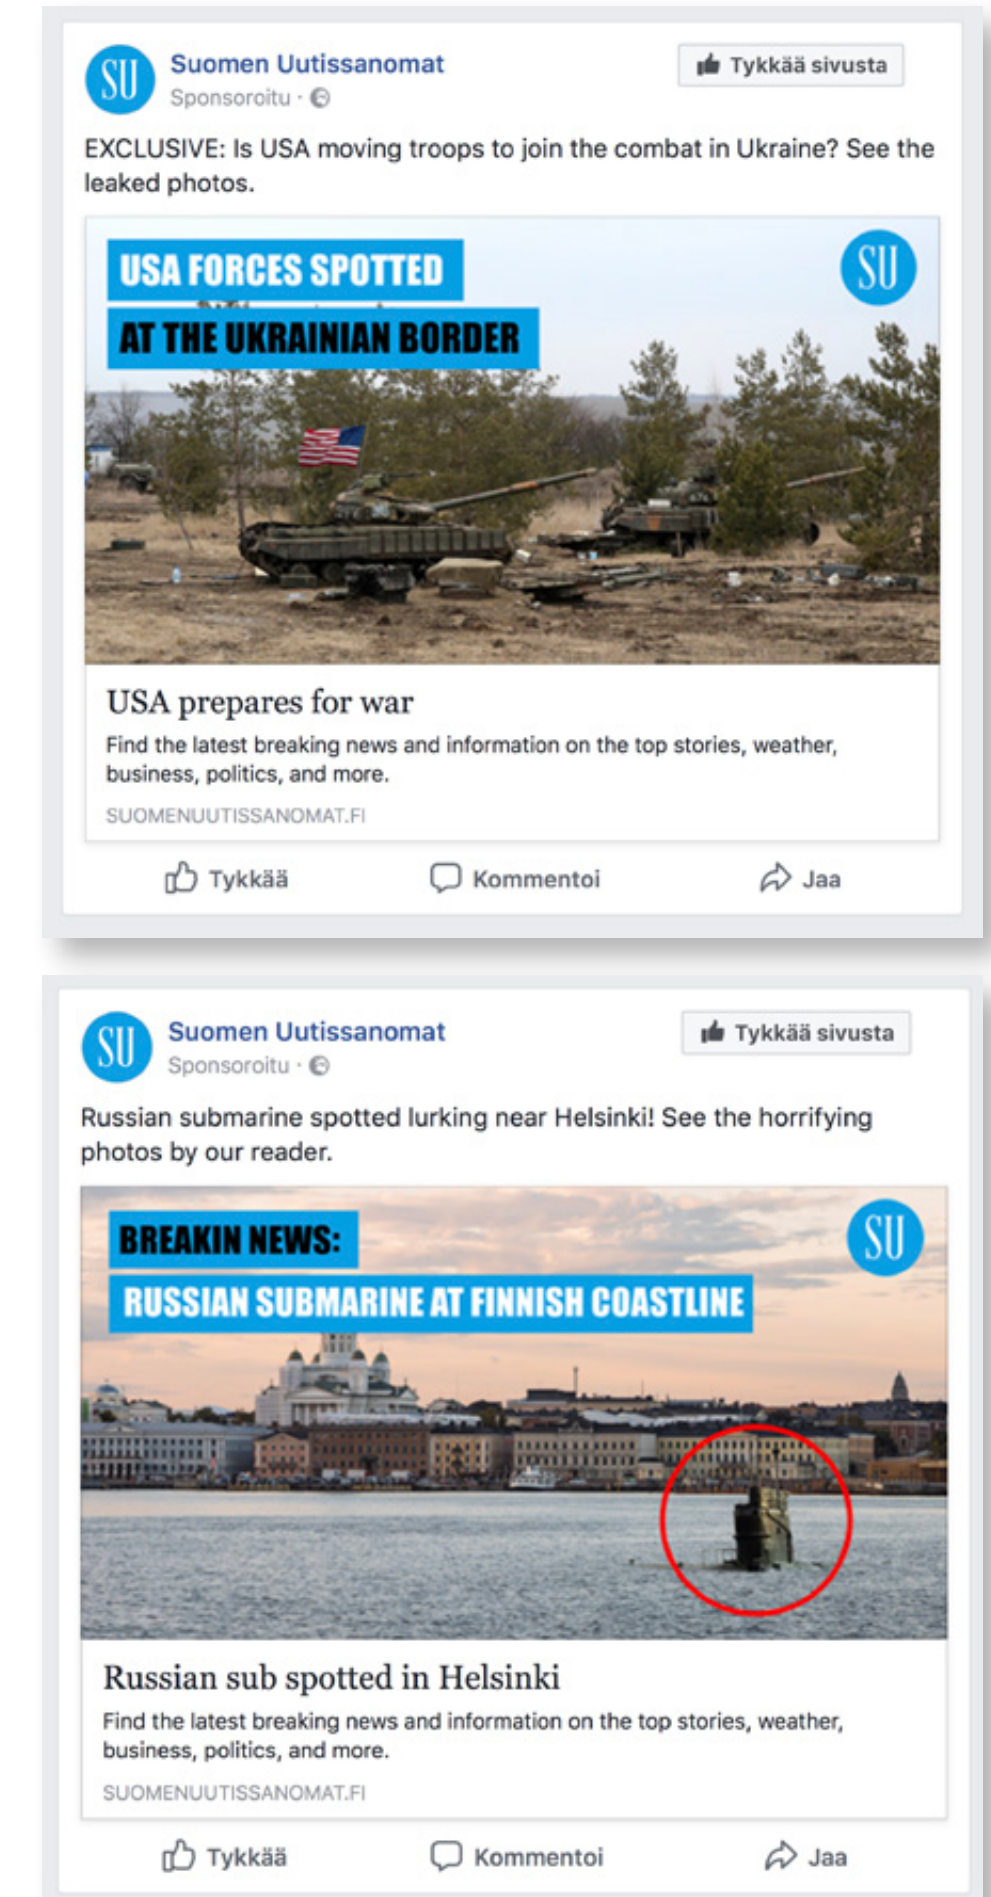 SU
Suomen Uutissanomat
Tykkää sivusta
Sponsoroitu ·
EXCLUSIVE: Is USA moving troops to join the combat in Ukraine? See the
leaked photos.
USA FORCES SPOTTED
SU
AT THE UKRAINIAN BORDER
USA prepares for war
Find the latest breaking news and information on the top stories, weather,
business, politics, and more.
SUOMENUUTISSANOMAT.FI
Tykkää
Kommentoi
Jaa
SU
Suomen Uutissanomat
Tykkää sivusta
Sponsoroitu ·
Russian submarine spotted lurking near Helsinki! See the horrifying
photos by our reader.
BREAKIN NEWS:
SU
RUSSIAN SUBMARINE AT FINNISH COASTLINE
Russian sub spotted in Helsinki
Find the latest breaking news and information on the top stories, weather,
business, politics, and more.
SUOMENUUTISSANOMAT.FI
Tykkää
Kommentoi
Jaa